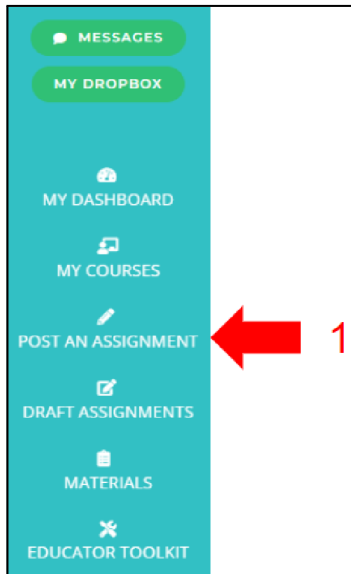 MESSAGES
MY DROPBOX
MY DASHBOARD
MY COURSES
POST AN ASSIGNMENT
1
DRAFT ASSIGNMENTS
MATERIALS
EDUCATOR TOOLKIT